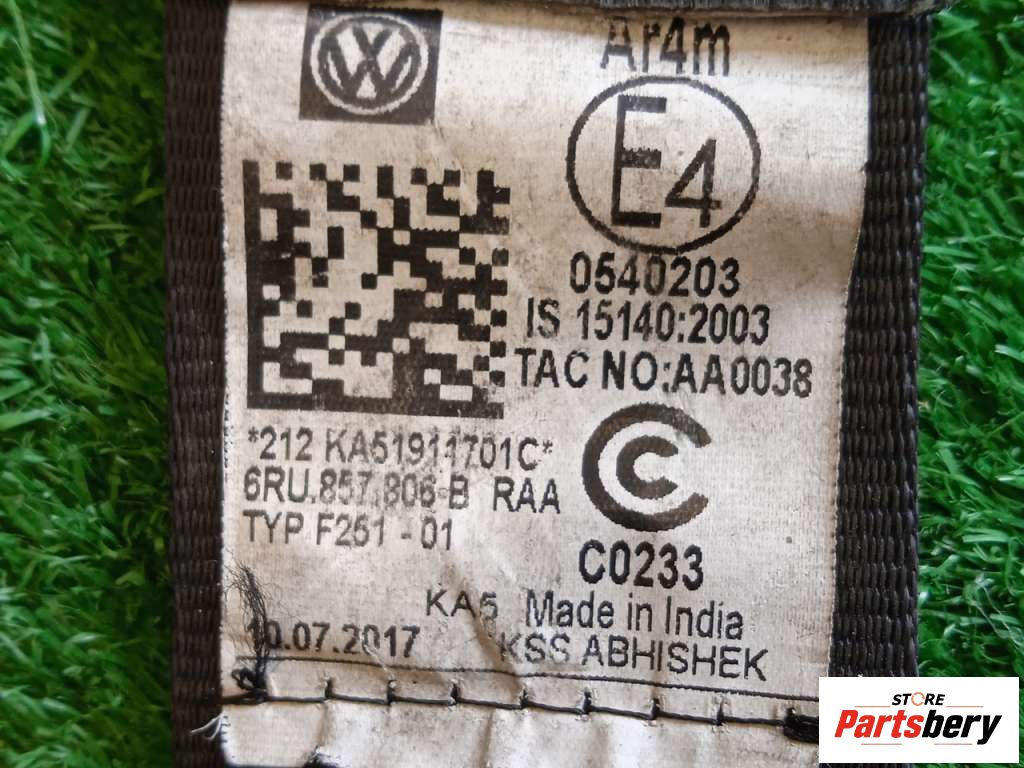 Ar4m
E4
0540203
IS 15140:2003
TAC NO:AA0038
*212 KA51911701C*
6RU.857.806-B RAA
TYP F261 - 01
C0233
KA5 Made in India
10.07.2017 KSS ABHISHEK
STORE
Partsbery